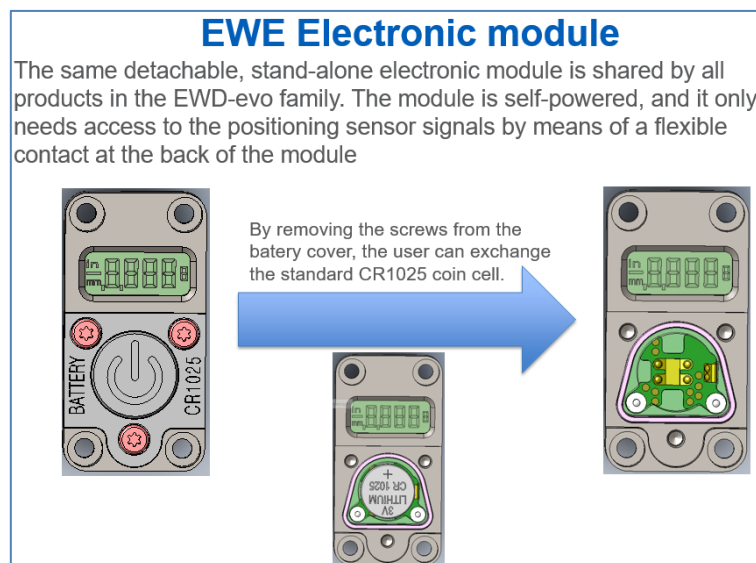 EWE Electronic module
The same detachable, stand-alone electronic module is shared by all
products in the EWD-evo family. The module is self-powered, and it only
needs access to the positioning sensor signals by means of a flexible
contact at the back of the module
By removing the screws from the
batery cover, the user can exchange
the standard CR1025 coin cell.
in
mm
BATTERY
CR1025
in
mm
3V
LITHIUM
CR 1025
+
in
mm